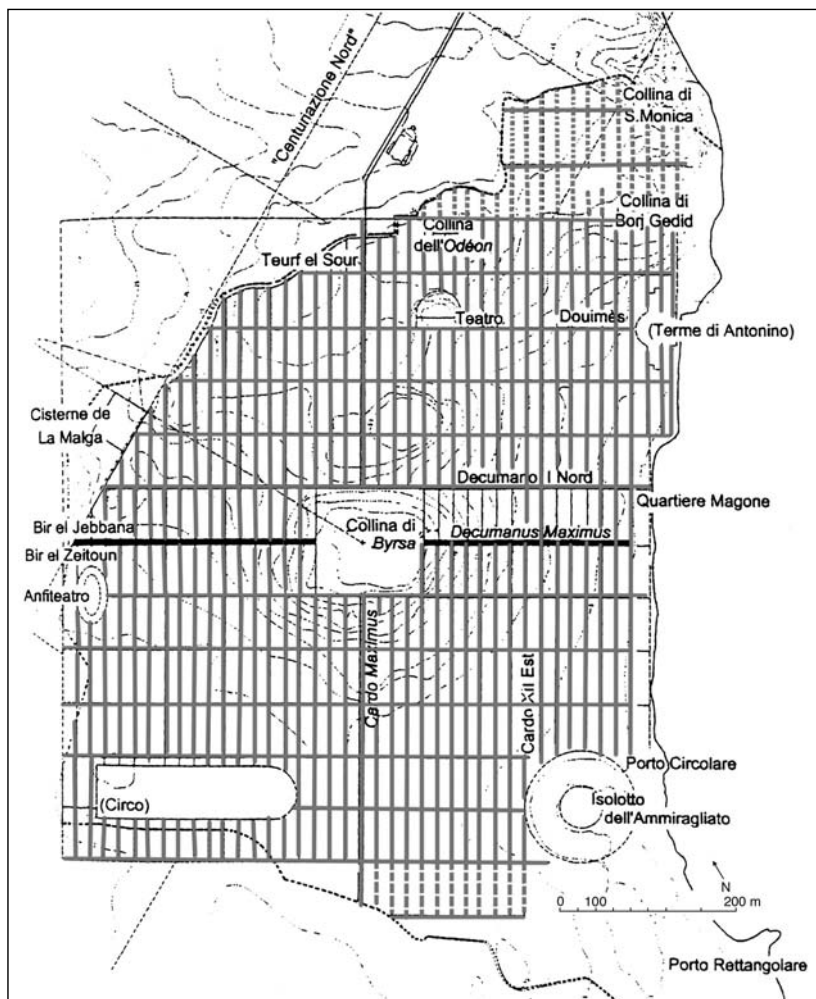 "Centuriazione Nord"
Collina di
S.Monica
Collina di
Borj Gedid
Collina
dell'Odéon
Teurf el Sour
Teatro
Douimès
(Terme di Antonino)
Cisterne de
La Malga
Decumano I Nord
Quartiere Magone
Bir el Jebbana
Collina di
Byrsa
Decumanus Maximus
Bir el Zeitoun
Anfiteatro
Cardo Maximus
Cardo XII Est
Porto Circolare
(Circo)
Isolotto
dell'Ammiragliato
N
0 100 200 m
Porto Rettangolare